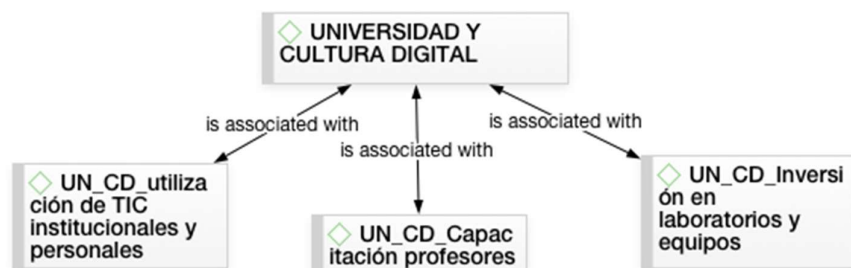 UNIVERSIDAD Y
CULTURA DIGITAL
is associated with
is associated with
is associated with
UN_CD_utiliza
ción de TIC
institucionales y
personales
UN_CD_Capac
itación profesores
UN_CD_Inversi
ón en
laboratorios y
equipos